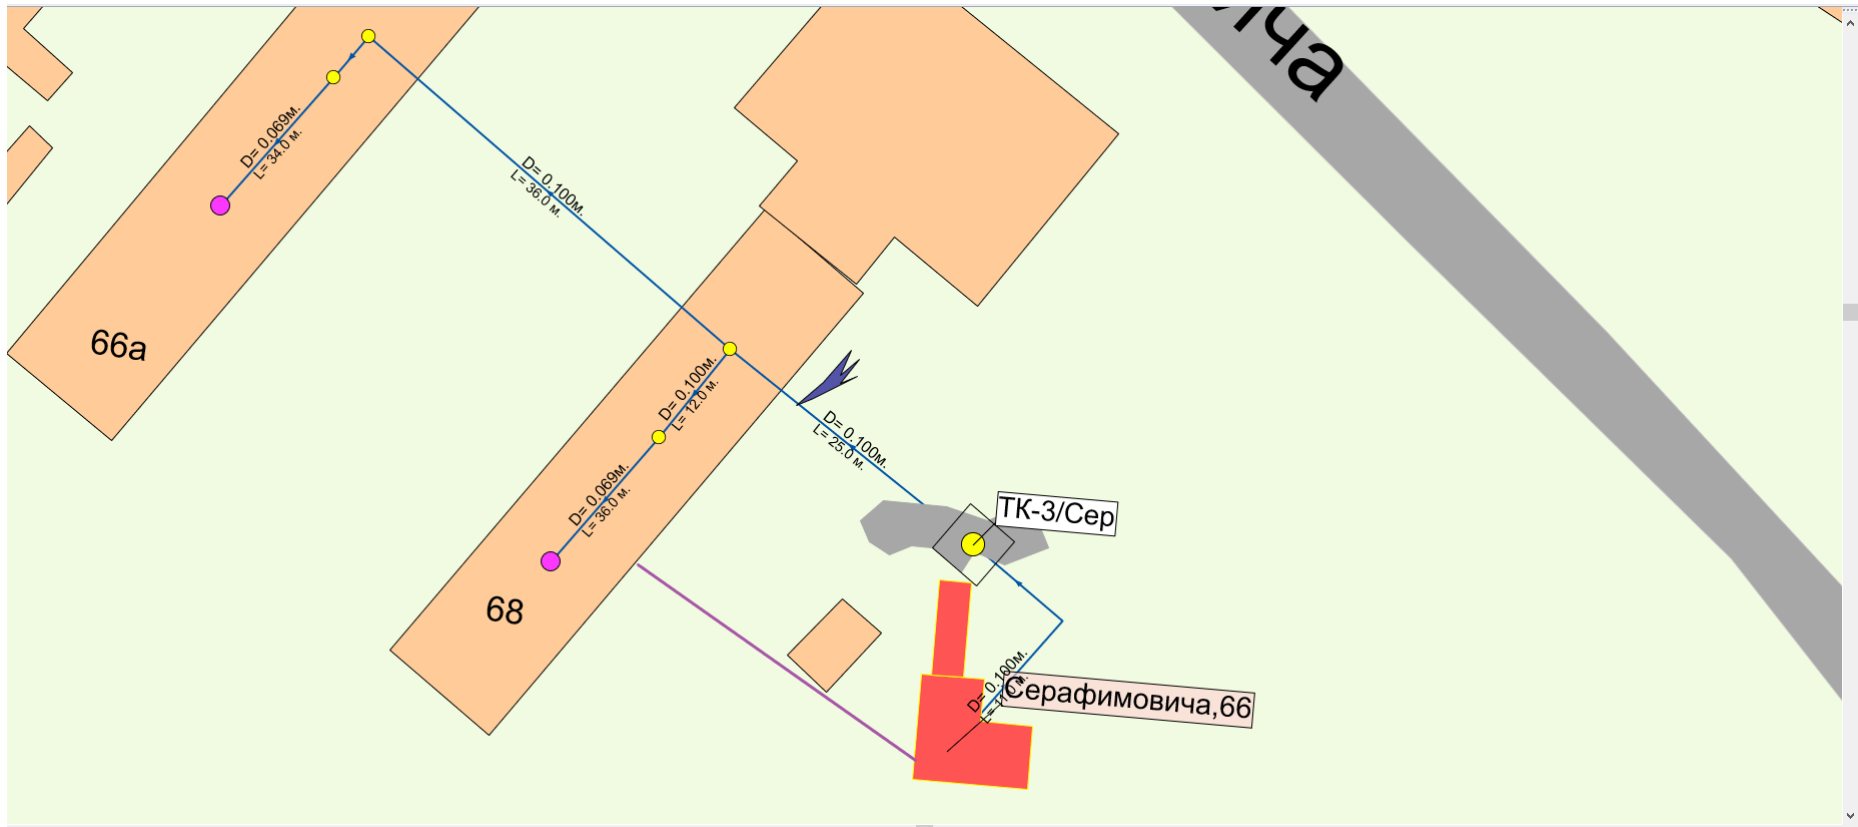 ича
D= 0.069м.
L= 34.0 м.
D= 0.100м.
L= 36.0 м.
66а
D= 0.100м.
L= 12.0 м.
D= 0.100м.
L= 25.0 м.
D= 0.069м.
L= 36.0 м.
ТК-3/Сер
68
D= 0.100м.
Серафимовича,66